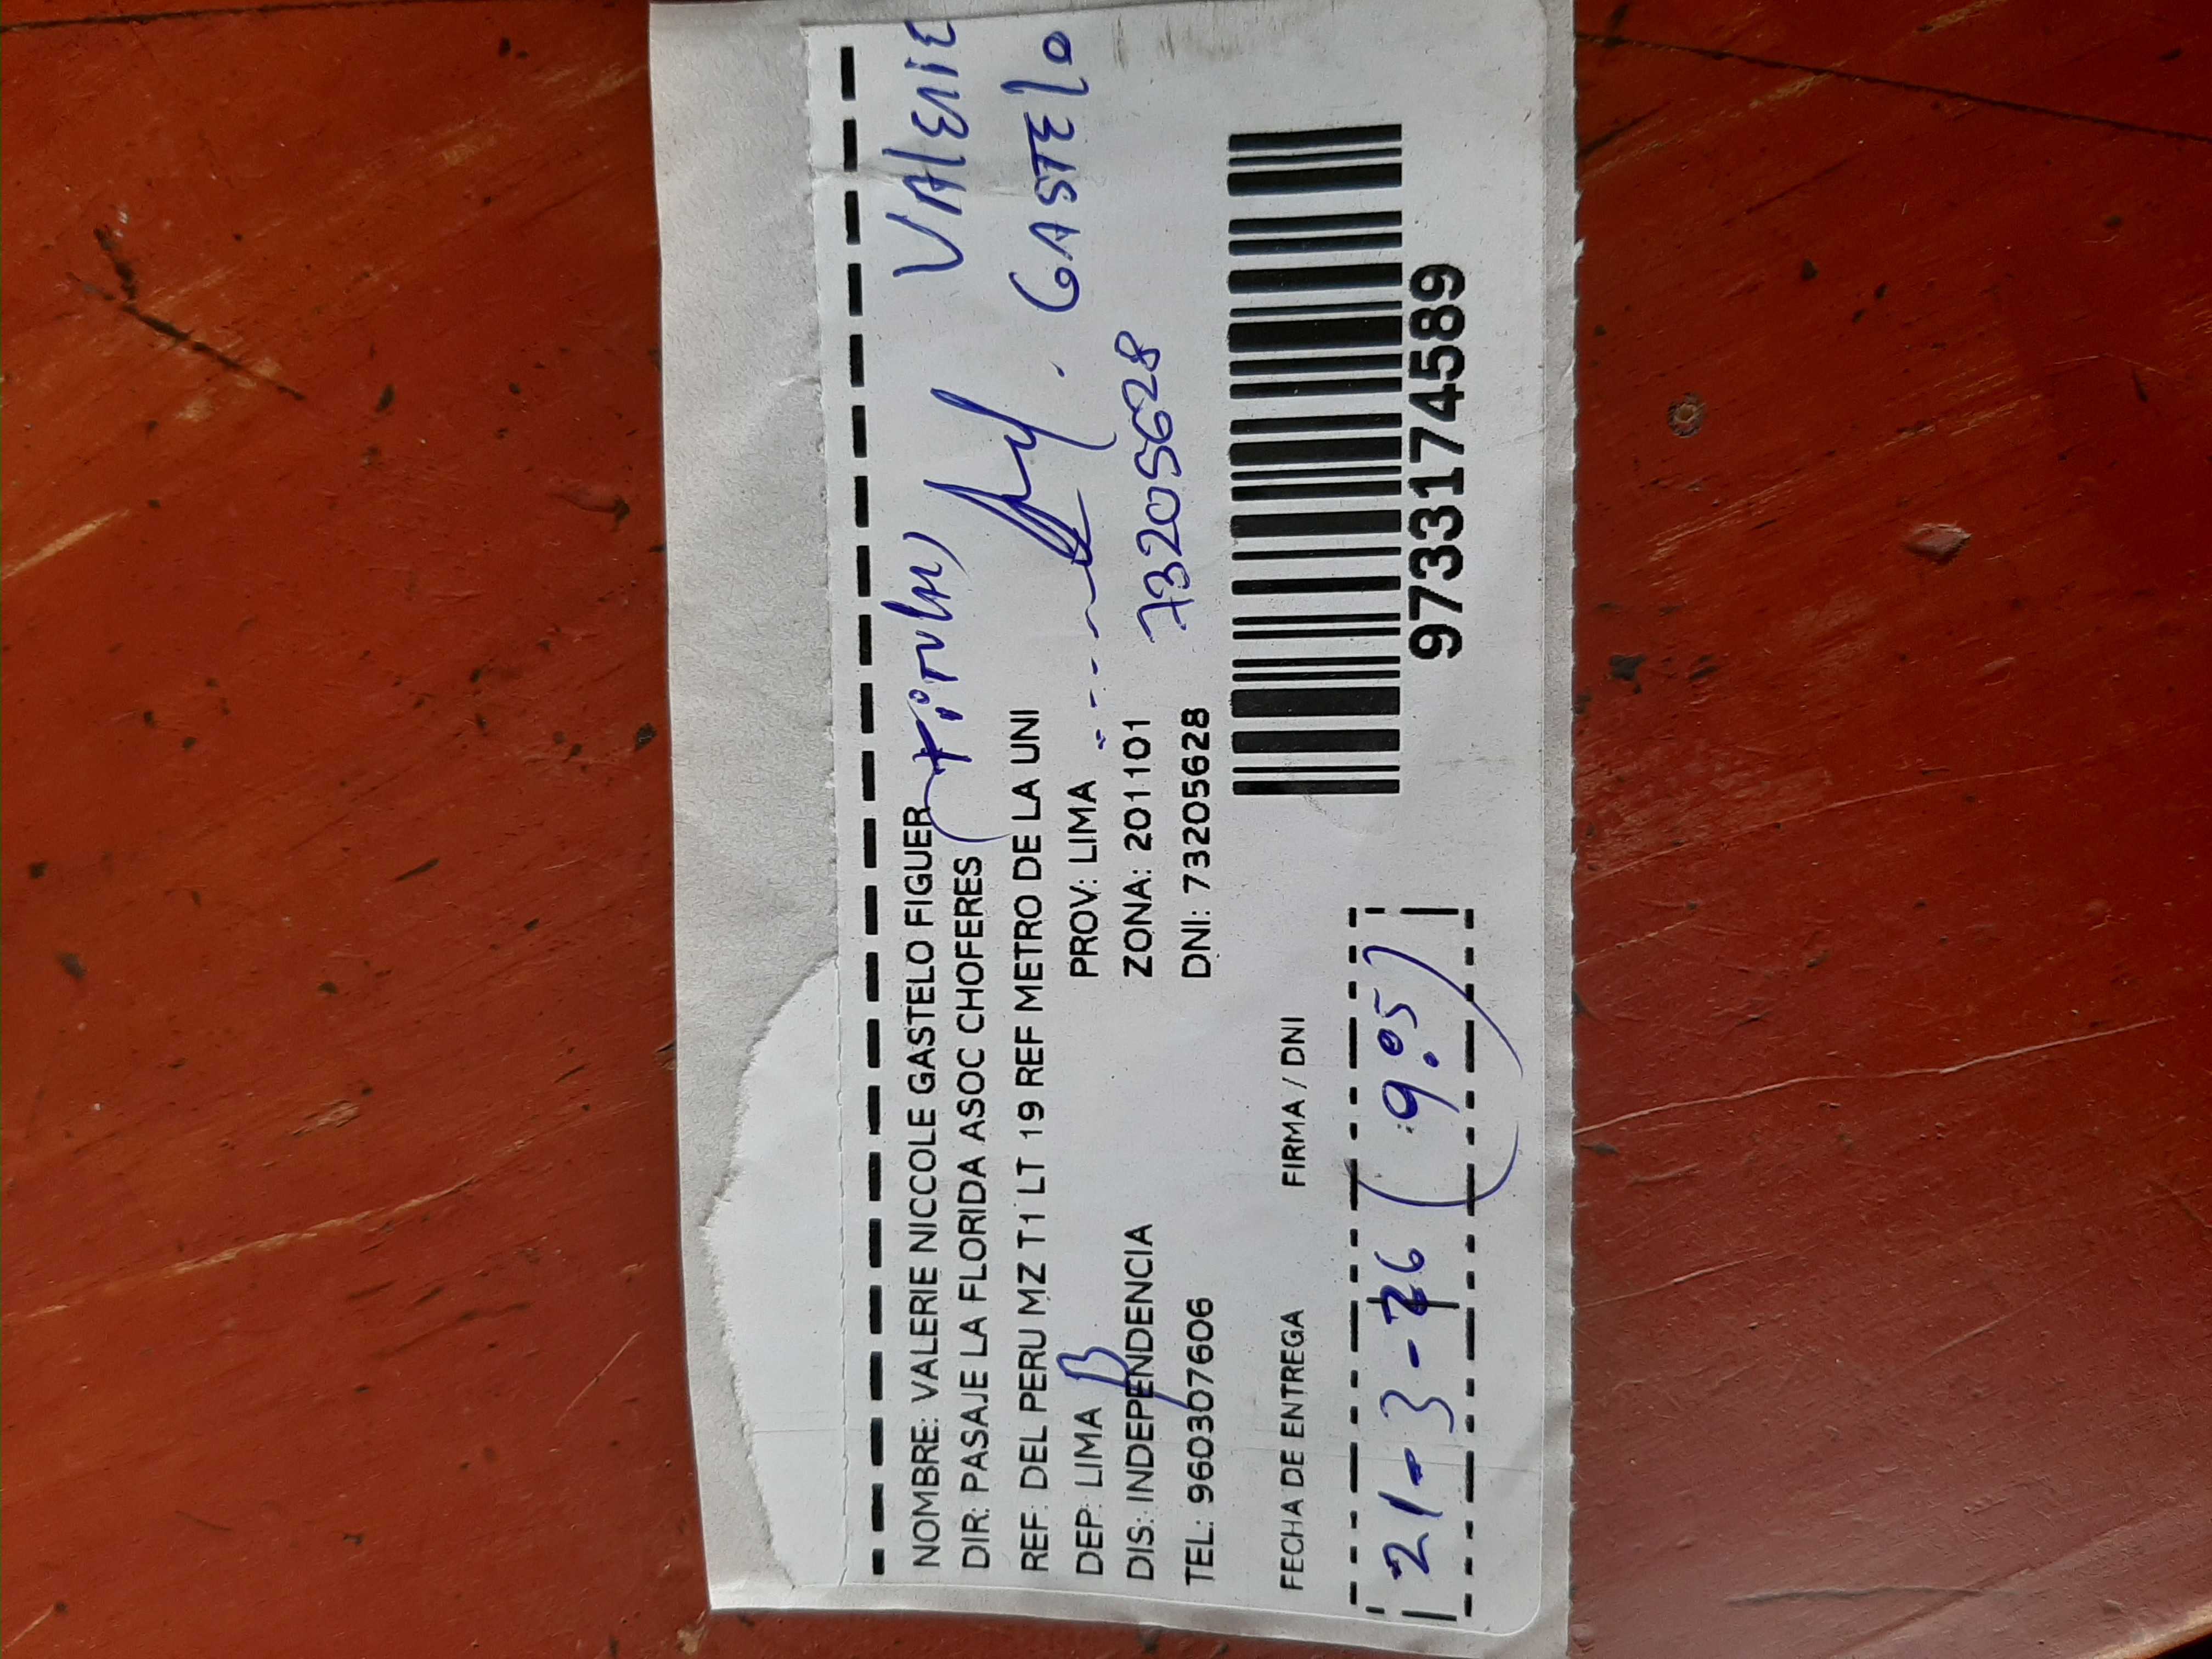 NOMBRE: VALERIE NICCOLE GASTELO FIGUER
(titular)
VALERIE
DIR: PASAJE LA FLORIDA ASOC CHOFERES
GASTElo
REF: DEL PERU MZ T1 LT 19 REF METRO DE LA UNI
DEP: LIMA PROV: LIMA
DIS: INDEPENDENCIA ZONA: 201101
73205628
TEL: 960307606 DNI: 73205628
FECHA DE ENTREGA FIRMA / DNI
21-3-26 (9:05)
9733174589